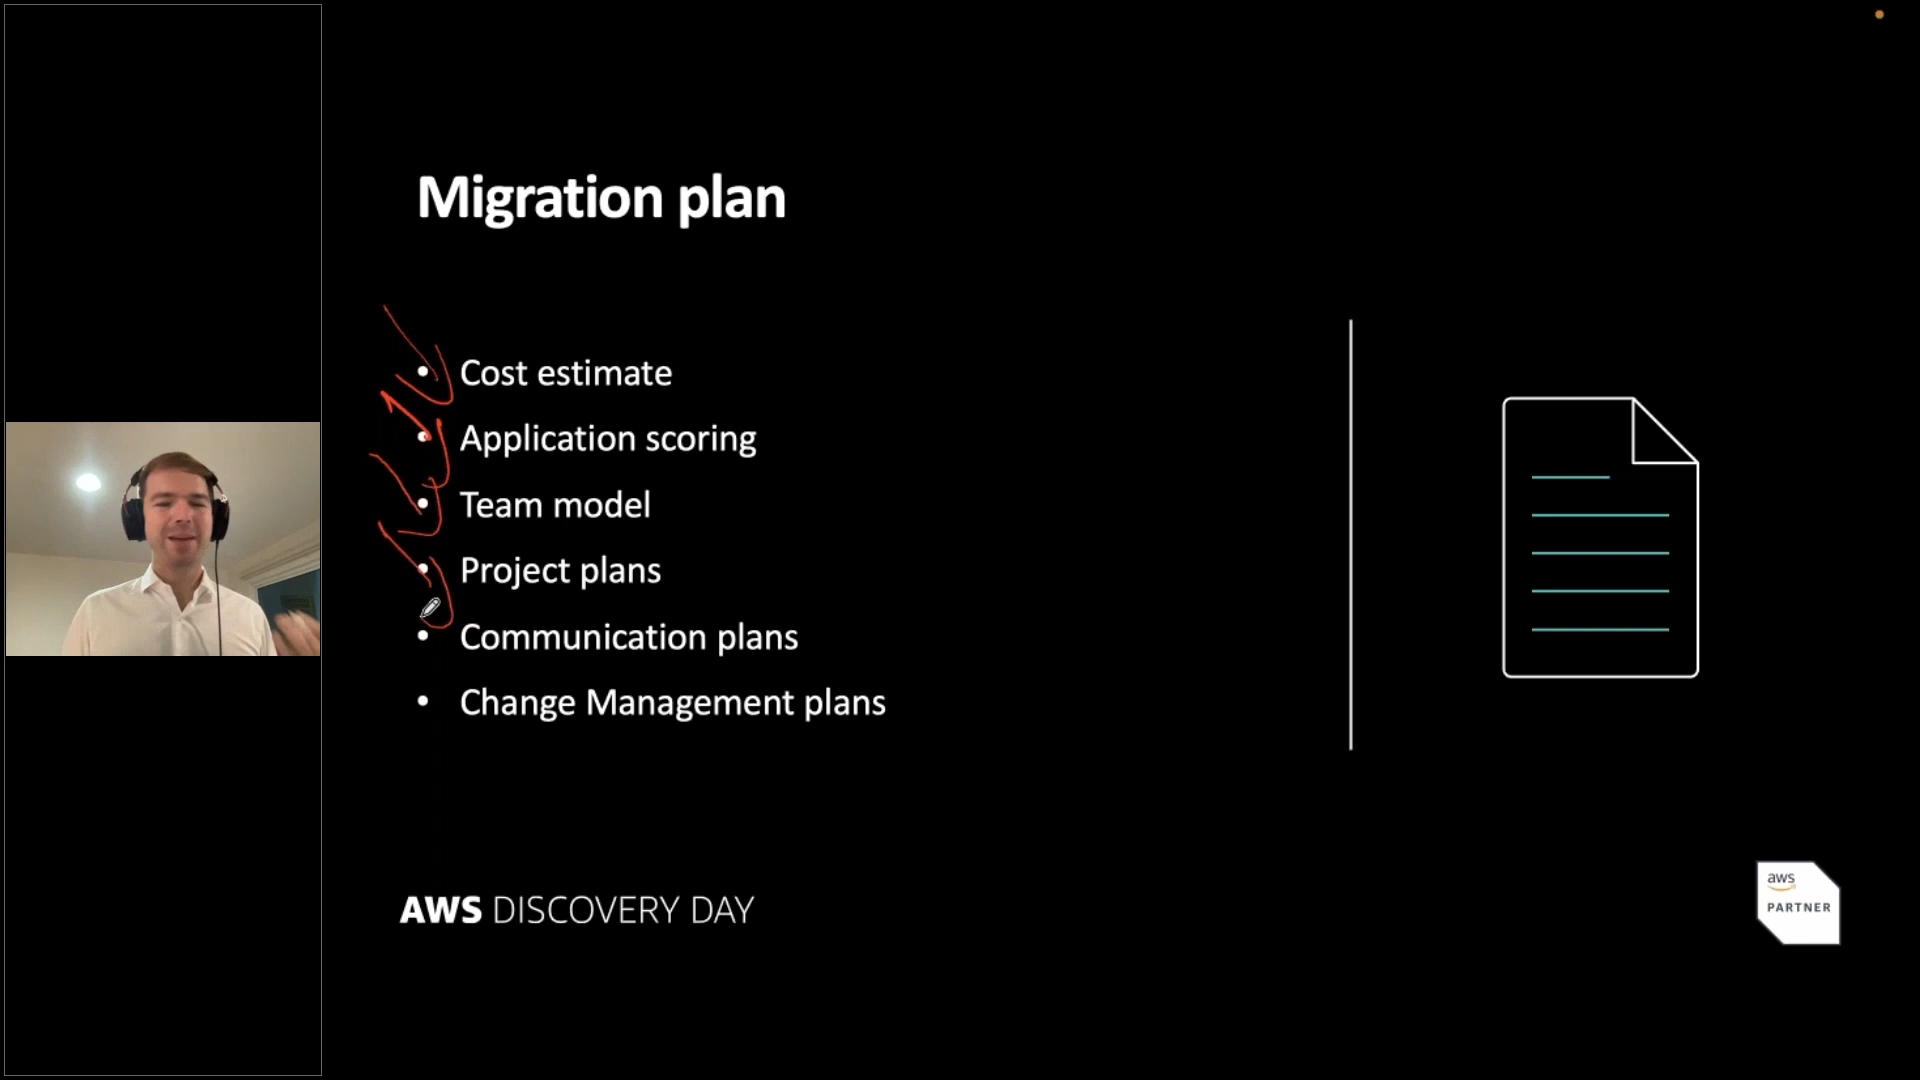 Migration plan
• Cost estimate
• Application scoring
• Team model
• Project plans
• Communication plans
• Change Management plans
AWS DISCOVERY DAY
aws
PARTNER